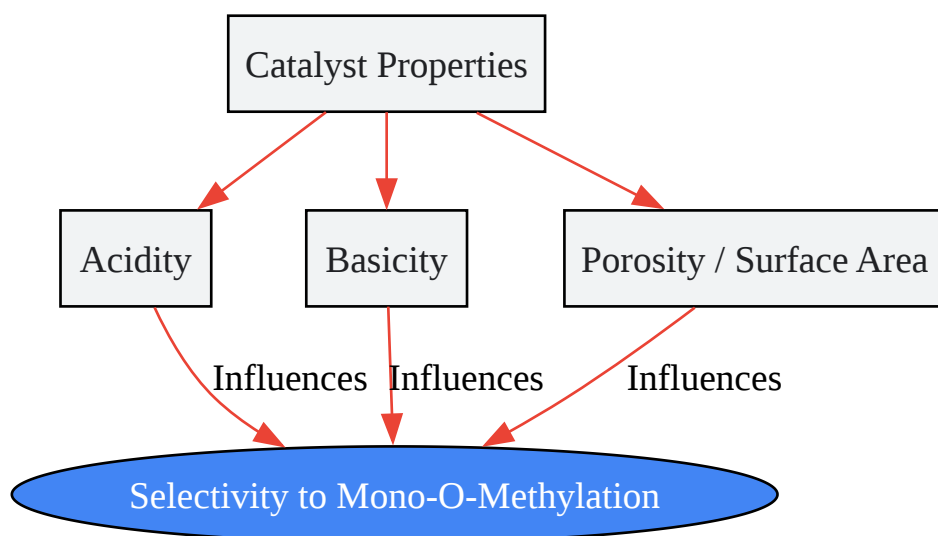 Catalyst Properties
Acidity
Basicity
Porosity / Surface Area
Influences
Influences
Influences
Selectivity to Mono-O-Methylation